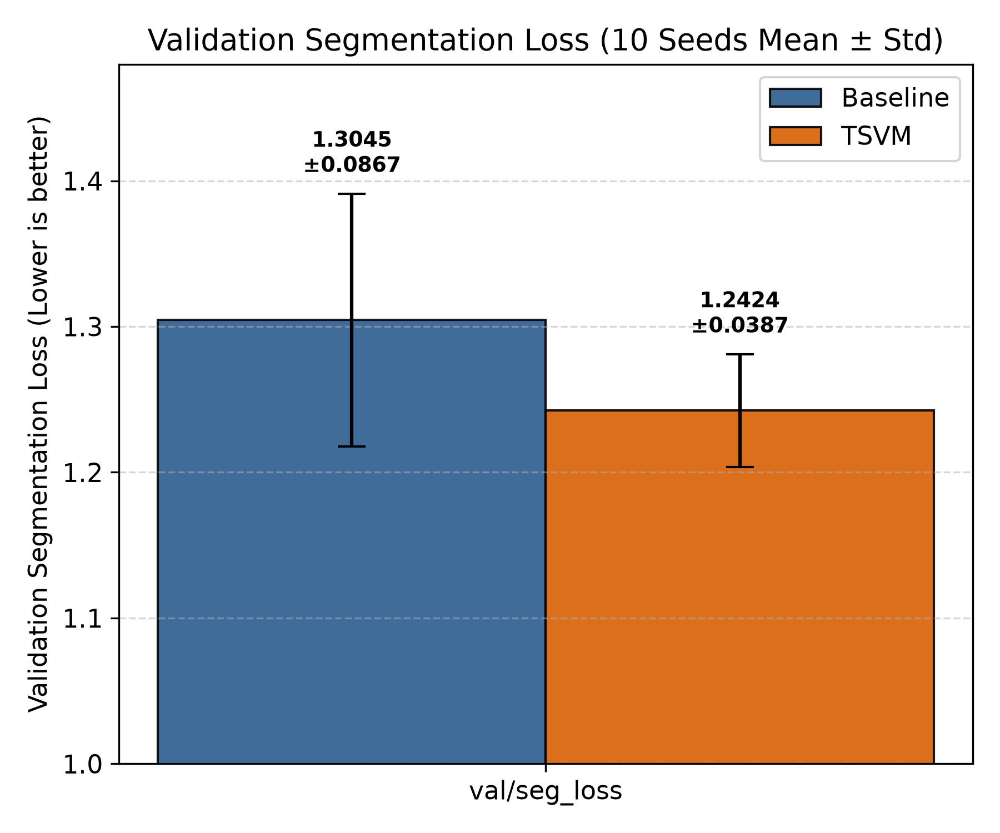 Validation Segmentation Loss (10 Seeds Mean ± Std)
Baseline
TSVM
Validation Segmentation Loss (Lower is better)
1.4
1.3
1.2
1.1
1.0
1.3045
±0.0867
1.2424
±0.0387
val/seg_loss